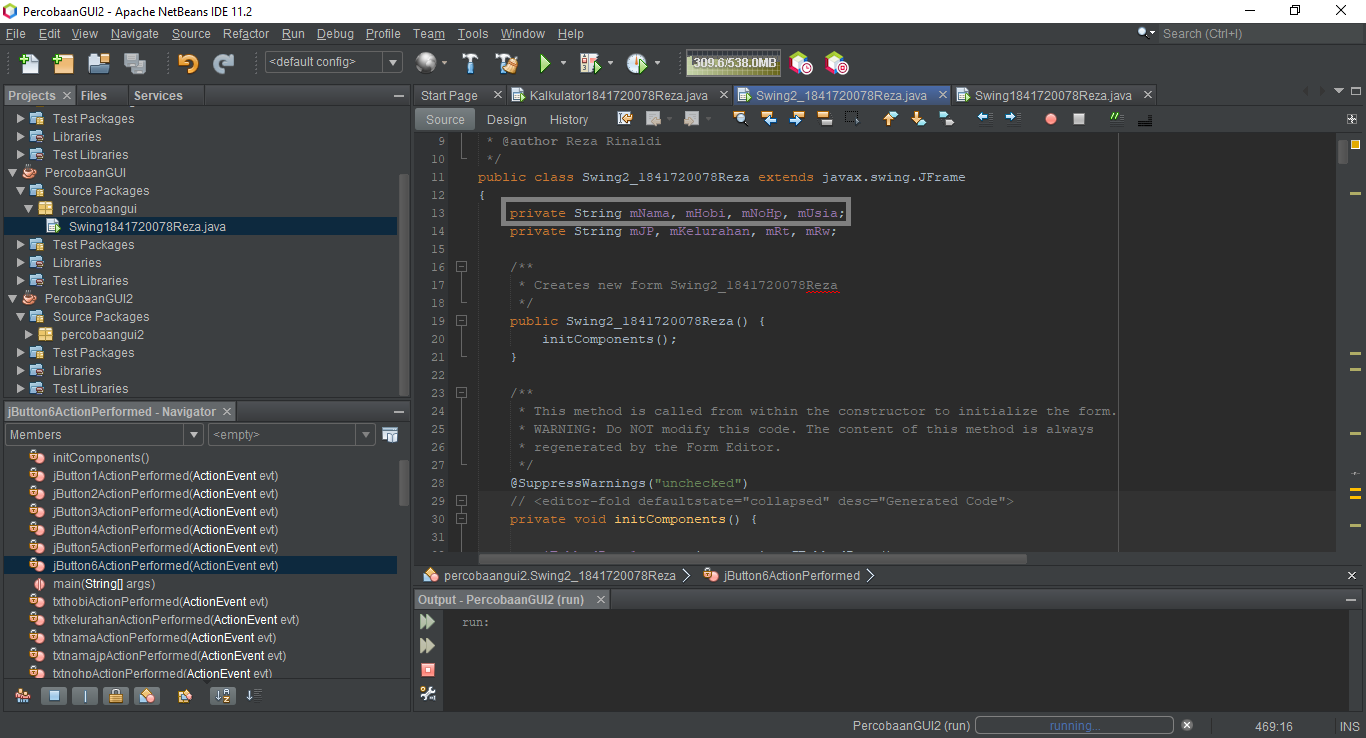 PercobaanGUI2 - Apache NetBeans IDE 11.2
File Edit View Navigate Source Refactor Run Debug Profile Team Tools Window Help
Search (Ctrl+I)
<default config>
309.6/538.0MB
Projects Files Services
Test Packages
Libraries
Test Libraries
PercobaanGUI
Source Packages
percobaangui
Swing1841720078Reza.java
Test Packages
Libraries
Test Libraries
PercobaanGUI2
Source Packages
percobaangui2
Test Packages
Libraries
Test Libraries
jButton6ActionPerformed - Navigator
Members <empty>
initComponents()
jButton1ActionPerformed(ActionEvent evt)
jButton2ActionPerformed(ActionEvent evt)
jButton3ActionPerformed(ActionEvent evt)
jButton4ActionPerformed(ActionEvent evt)
jButton5ActionPerformed(ActionEvent evt)
jButton6ActionPerformed(ActionEvent evt)
main(String[] args)
txthobiActionPerformed(ActionEvent evt)
txtkelurahanActionPerformed(ActionEvent evt)
txtnamaActionPerformed(ActionEvent evt)
txtnamajpActionPerformed(ActionEvent evt)
txtnohpActionPerformed(ActionEvent evt)
Start Page Kalkulator1841720078Reza.java Swing2_1841720078Reza.java Swing1841720078Reza.java
Source Design History
9 * @author Reza Rinaldi
10 */
11 public class Swing2_1841720078Reza extends javax.swing.JFrame
12 {
13 private String mNama, mHobi, mNoHp, mUsia;
14 private String mJP, mKelurahan, mRt, mRw;
15
16 /**
17 * Creates new form Swing2_1841720078Reza
18 */
19 public Swing2_1841720078Reza() {
20 initComponents();
21 }
22
23 /**
24 * This method is called from within the constructor to initialize the form.
25 * WARNING: Do NOT modify this code. The content of this method is always
26 * regenerated by the Form Editor.
27 */
28 @SuppressWarnings("unchecked")
29 // <editor-fold defaultstate="collapsed" desc="Generated Code">
30 private void initComponents() {
31
percobaangui2.Swing2_1841720078Reza jButton6ActionPerformed
Output - PercobaanGUI2 (run)
run:
PercobaanGUI2 (run) running... 469:16 INS